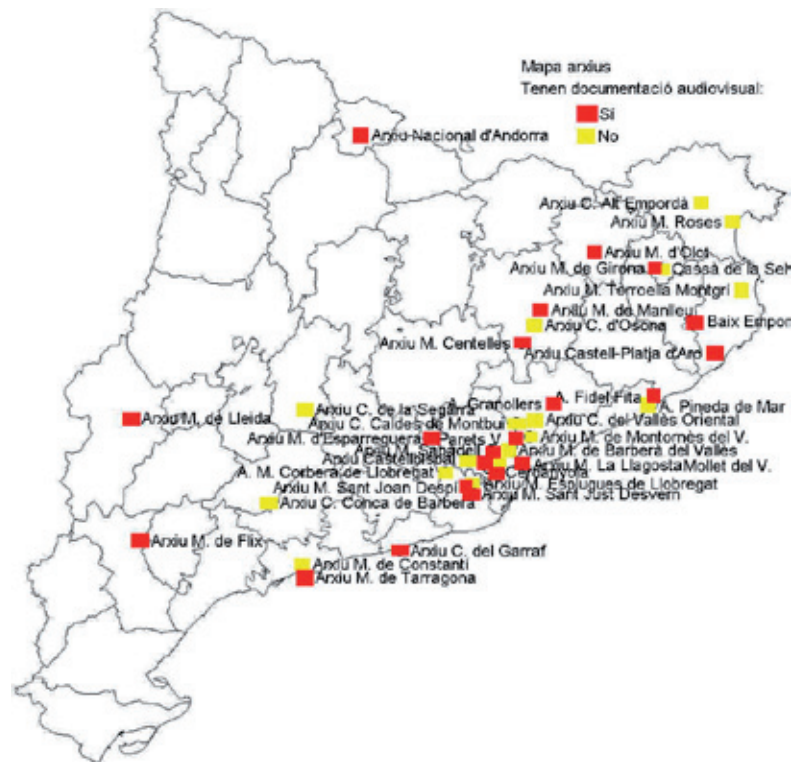 Mapa arxius
Tenen documentació audiovisual:
Sí
No
Arxiu Nacional d'Andorra
Arxiu C. Alt Empordà
Arxiu M. Roses
Arxiu M. d'Olot
Arxiu M. de Girona
Cassà de la Sel
Arxiu M. Torroella Montgrí
Arxiu M. de Manlleu
Arxiu C. d'Osona
Baix Empor
Arxiu M. Centelles
Arxiu Castell-Platja d'Aro
A. Fidel Fita
A. Granollers
A. Pineda de Mar
Arxiu M. de Lleida
Arxiu C. de la Segarra
Arxiu C. Caldes de Montbui
Arxiu C. del Vallès Oriental
Arxiu M. d'Esparreguera
Parets V.
Arxiu M. de Montornès del V.
Arxiu M. de Barberà del Vallès
Arxiu Castellbisbal
Arxiu M. La Llagosta
Mollet del V.
A. M. Corbera de Llobregat
Cerdanyola
Arxiu M. Sant Joan Despí
Arxiu M. Esplugues de Llobregat
Arxiu M. Sant Just Desvern
Arxiu C. Conca de Barberà
Arxiu M. de Flix
Arxiu C. del Garraf
Arxiu M. de Constantí
Arxiu M. de Tarragona